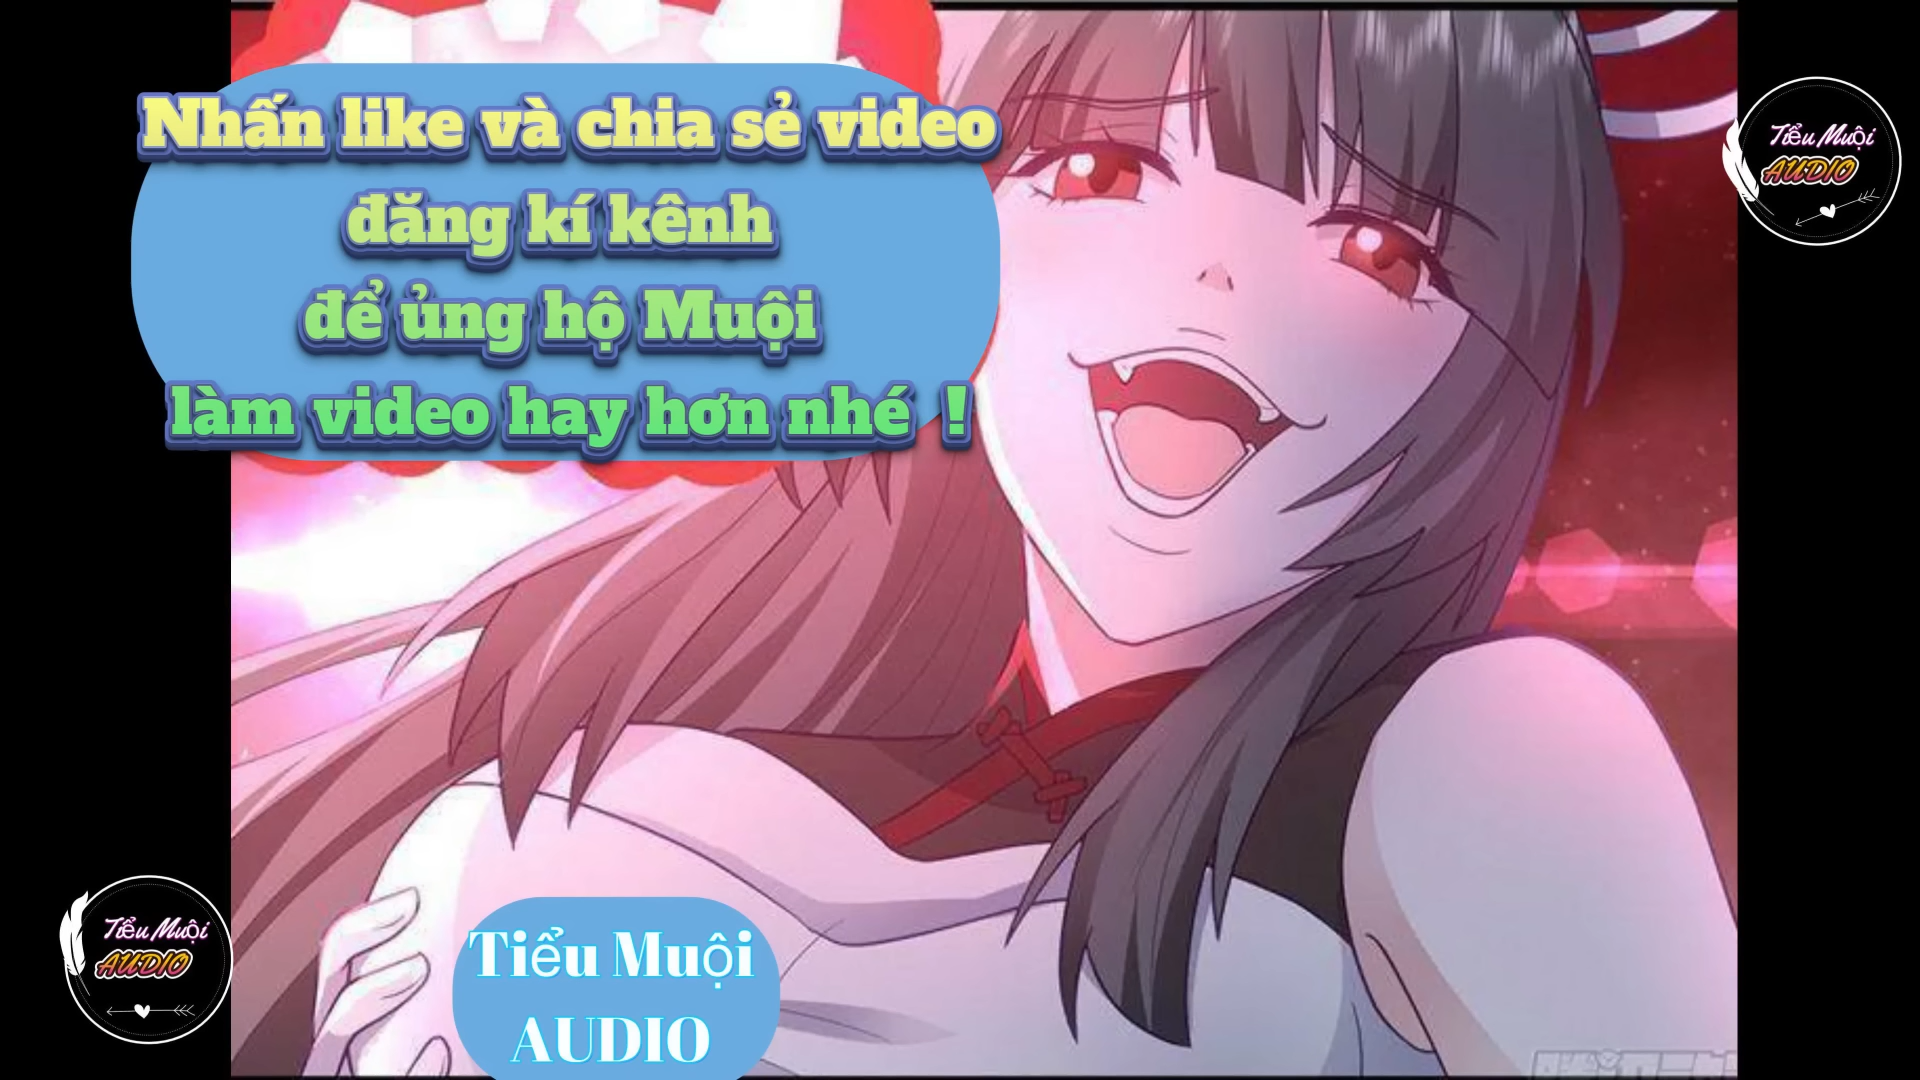 Nhấn like và chia sẻ video
đăng kí kênh
để ủng hộ Muội
làm video hay hơn nhé !
Tiểu Muội
AUDIO
Tiểu Muội
AUDIO
Tiểu Muội
AUDIO